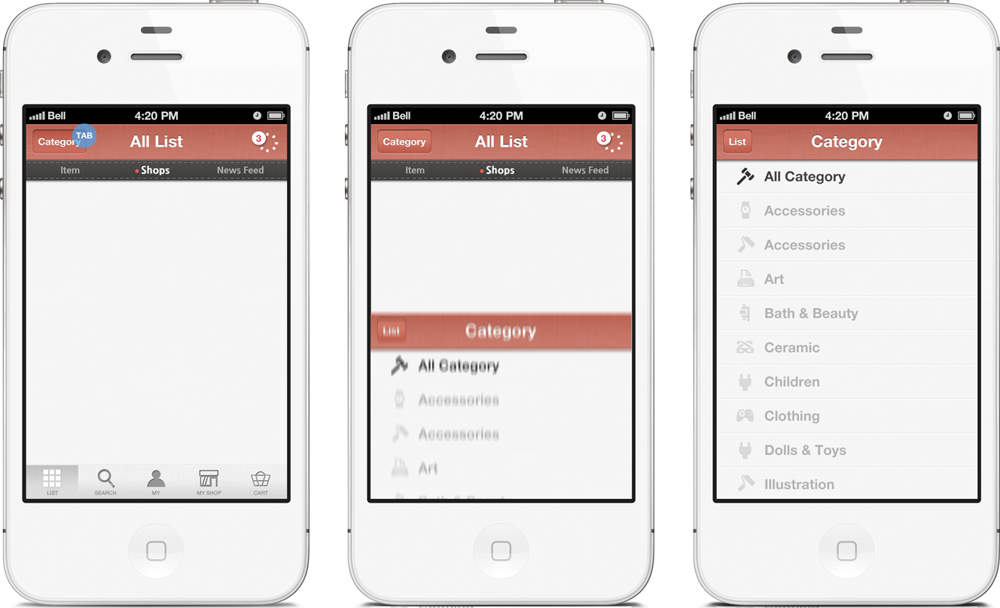 Bell 4:20 PM
Category TAB All List 3
Item Shops News Feed
LIST SEARCH MY MY SHOP CART
Bell 4:20 PM
Category All List 3
Item Shops News Feed
List Category
All Category
Accessories
Accessories
Art
Bath & Beauty
Bell 4:20 PM
List Category
All Category
Accessories
Accessories
Art
Bath & Beauty
Ceramic
Children
Clothing
Dolls & Toys
Illustration